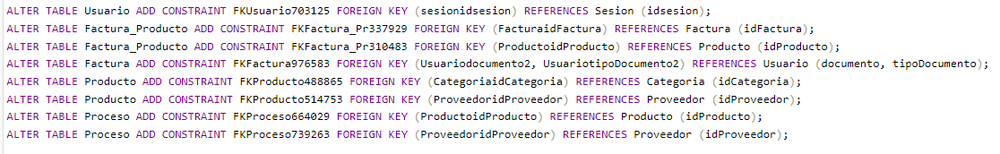 ALTER TABLE Usuario ADD CONSTRAINT FKUsuario703125 FOREIGN KEY (sesionidsesion) REFERENCES Sesion (idsesion);
ALTER TABLE Factura_Producto ADD CONSTRAINT FKFactura_Pr337929 FOREIGN KEY (FacturaidFactura) REFERENCES Factura (idFactura);
ALTER TABLE Factura_Producto ADD CONSTRAINT FKFactura_Pr310483 FOREIGN KEY (ProductoidProducto) REFERENCES Producto (idProducto);
ALTER TABLE Factura ADD CONSTRAINT FKFactura976583 FOREIGN KEY (Usuariodocumento2, UsuariotipoDocumento2) REFERENCES Usuario (documento, tipoDocumento);
ALTER TABLE Producto ADD CONSTRAINT FKProducto488865 FOREIGN KEY (CategoriaidCategoria) REFERENCES Categoria (idCategoria);
ALTER TABLE Producto ADD CONSTRAINT FKProducto514753 FOREIGN KEY (ProveedoridProveedor) REFERENCES Proveedor (idProveedor);
ALTER TABLE Proceso ADD CONSTRAINT FKProceso664029 FOREIGN KEY (ProductoidProducto) REFERENCES Producto (idProducto);
ALTER TABLE Proceso ADD CONSTRAINT FKProceso739263 FOREIGN KEY (ProveedoridProveedor) REFERENCES Proveedor (idProveedor);